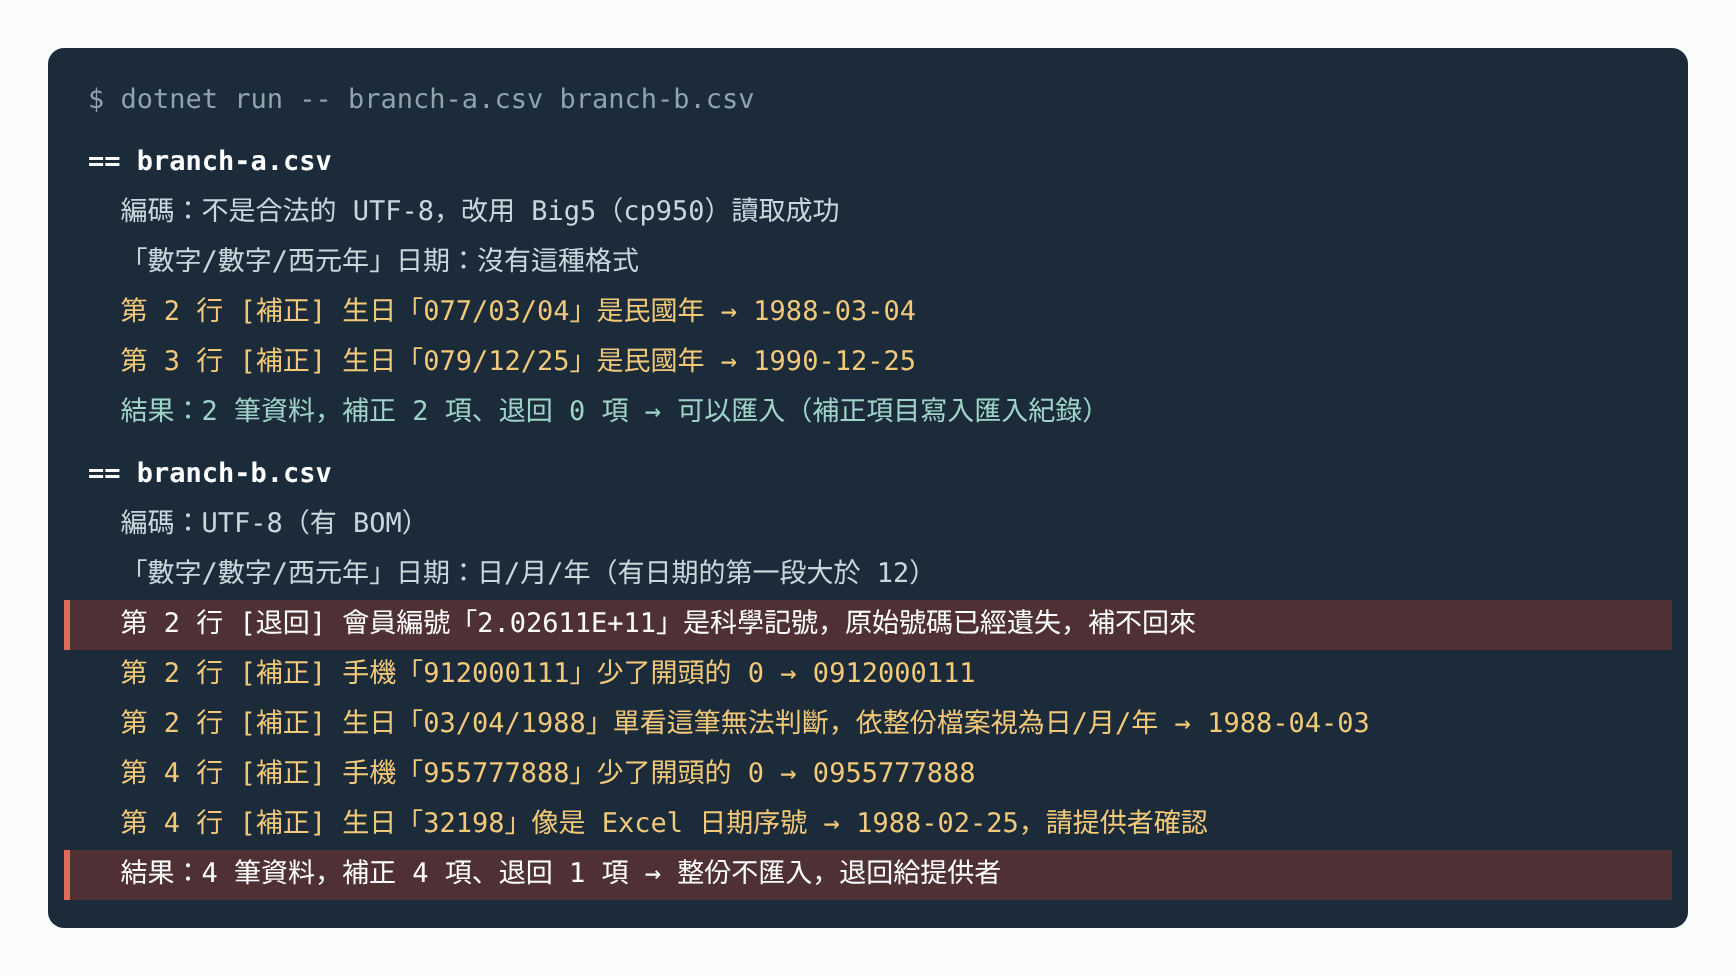 $ dotnet run -- branch-a.csv branch-b.csv
== branch-a.csv
編碼：不是合法的 UTF-8，改用 Big5（cp950）讀取成功
「數字/數字/西元年」日期：沒有這種格式
第 2 行 [補正] 生日「077/03/04」是民國年 → 1988-03-04
第 3 行 [補正] 生日「079/12/25」是民國年 → 1990-12-25
結果：2 筆資料，補正 2 項、退回 0 項 → 可以匯入（補正項目寫入匯入紀錄）
== branch-b.csv
編碼：UTF-8（有 BOM）
「數字/數字/西元年」日期：日/月/年（有日期的第一段大於 12）
第 2 行 [退回] 會員編號「2.02611E+11」是科學記號，原始號碼已經遺失，補不回來
第 2 行 [補正] 手機「912000111」少了開頭的 0 → 0912000111
第 2 行 [補正] 生日「03/04/1988」單看這筆無法判斷，依整份檔案視為日/月/年 → 1988-04-03
第 4 行 [補正] 手機「955777888」少了開頭的 0 → 0955777888
第 4 行 [補正] 生日「32198」像是 Excel 日期序號 → 1988-02-25，請提供者確認
結果：4 筆資料，補正 4 項、退回 1 項 → 整份不匯入，退回給提供者